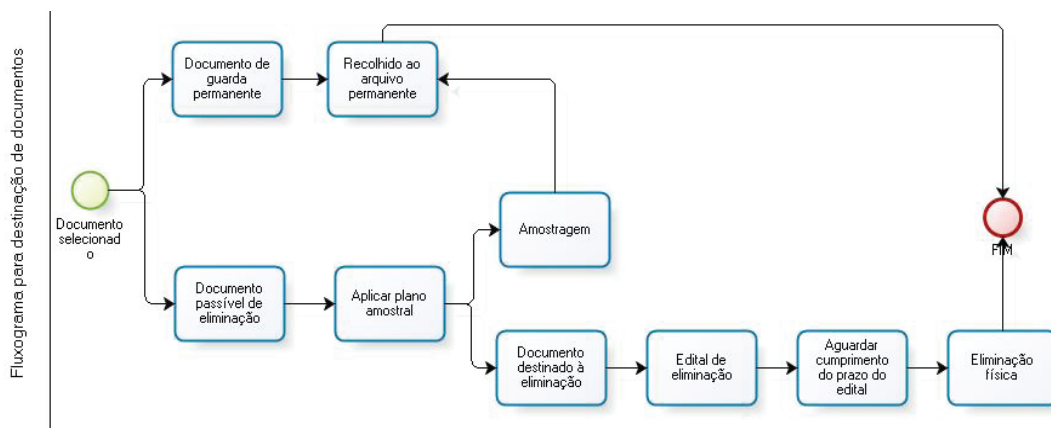 Fluxograma para destinação de documentos
Documento de
guarda
permanente
Recolhido ao
arquivo
permanente
Documento
selecionad
o
Amostragem
FIM
Documento
passível de
eliminação
Aplicar plano
amostral
Documento
destinado à
eliminação
Edital de
eliminação
Aguardar
cumprimento
do prazo do
edital
Eliminação
física